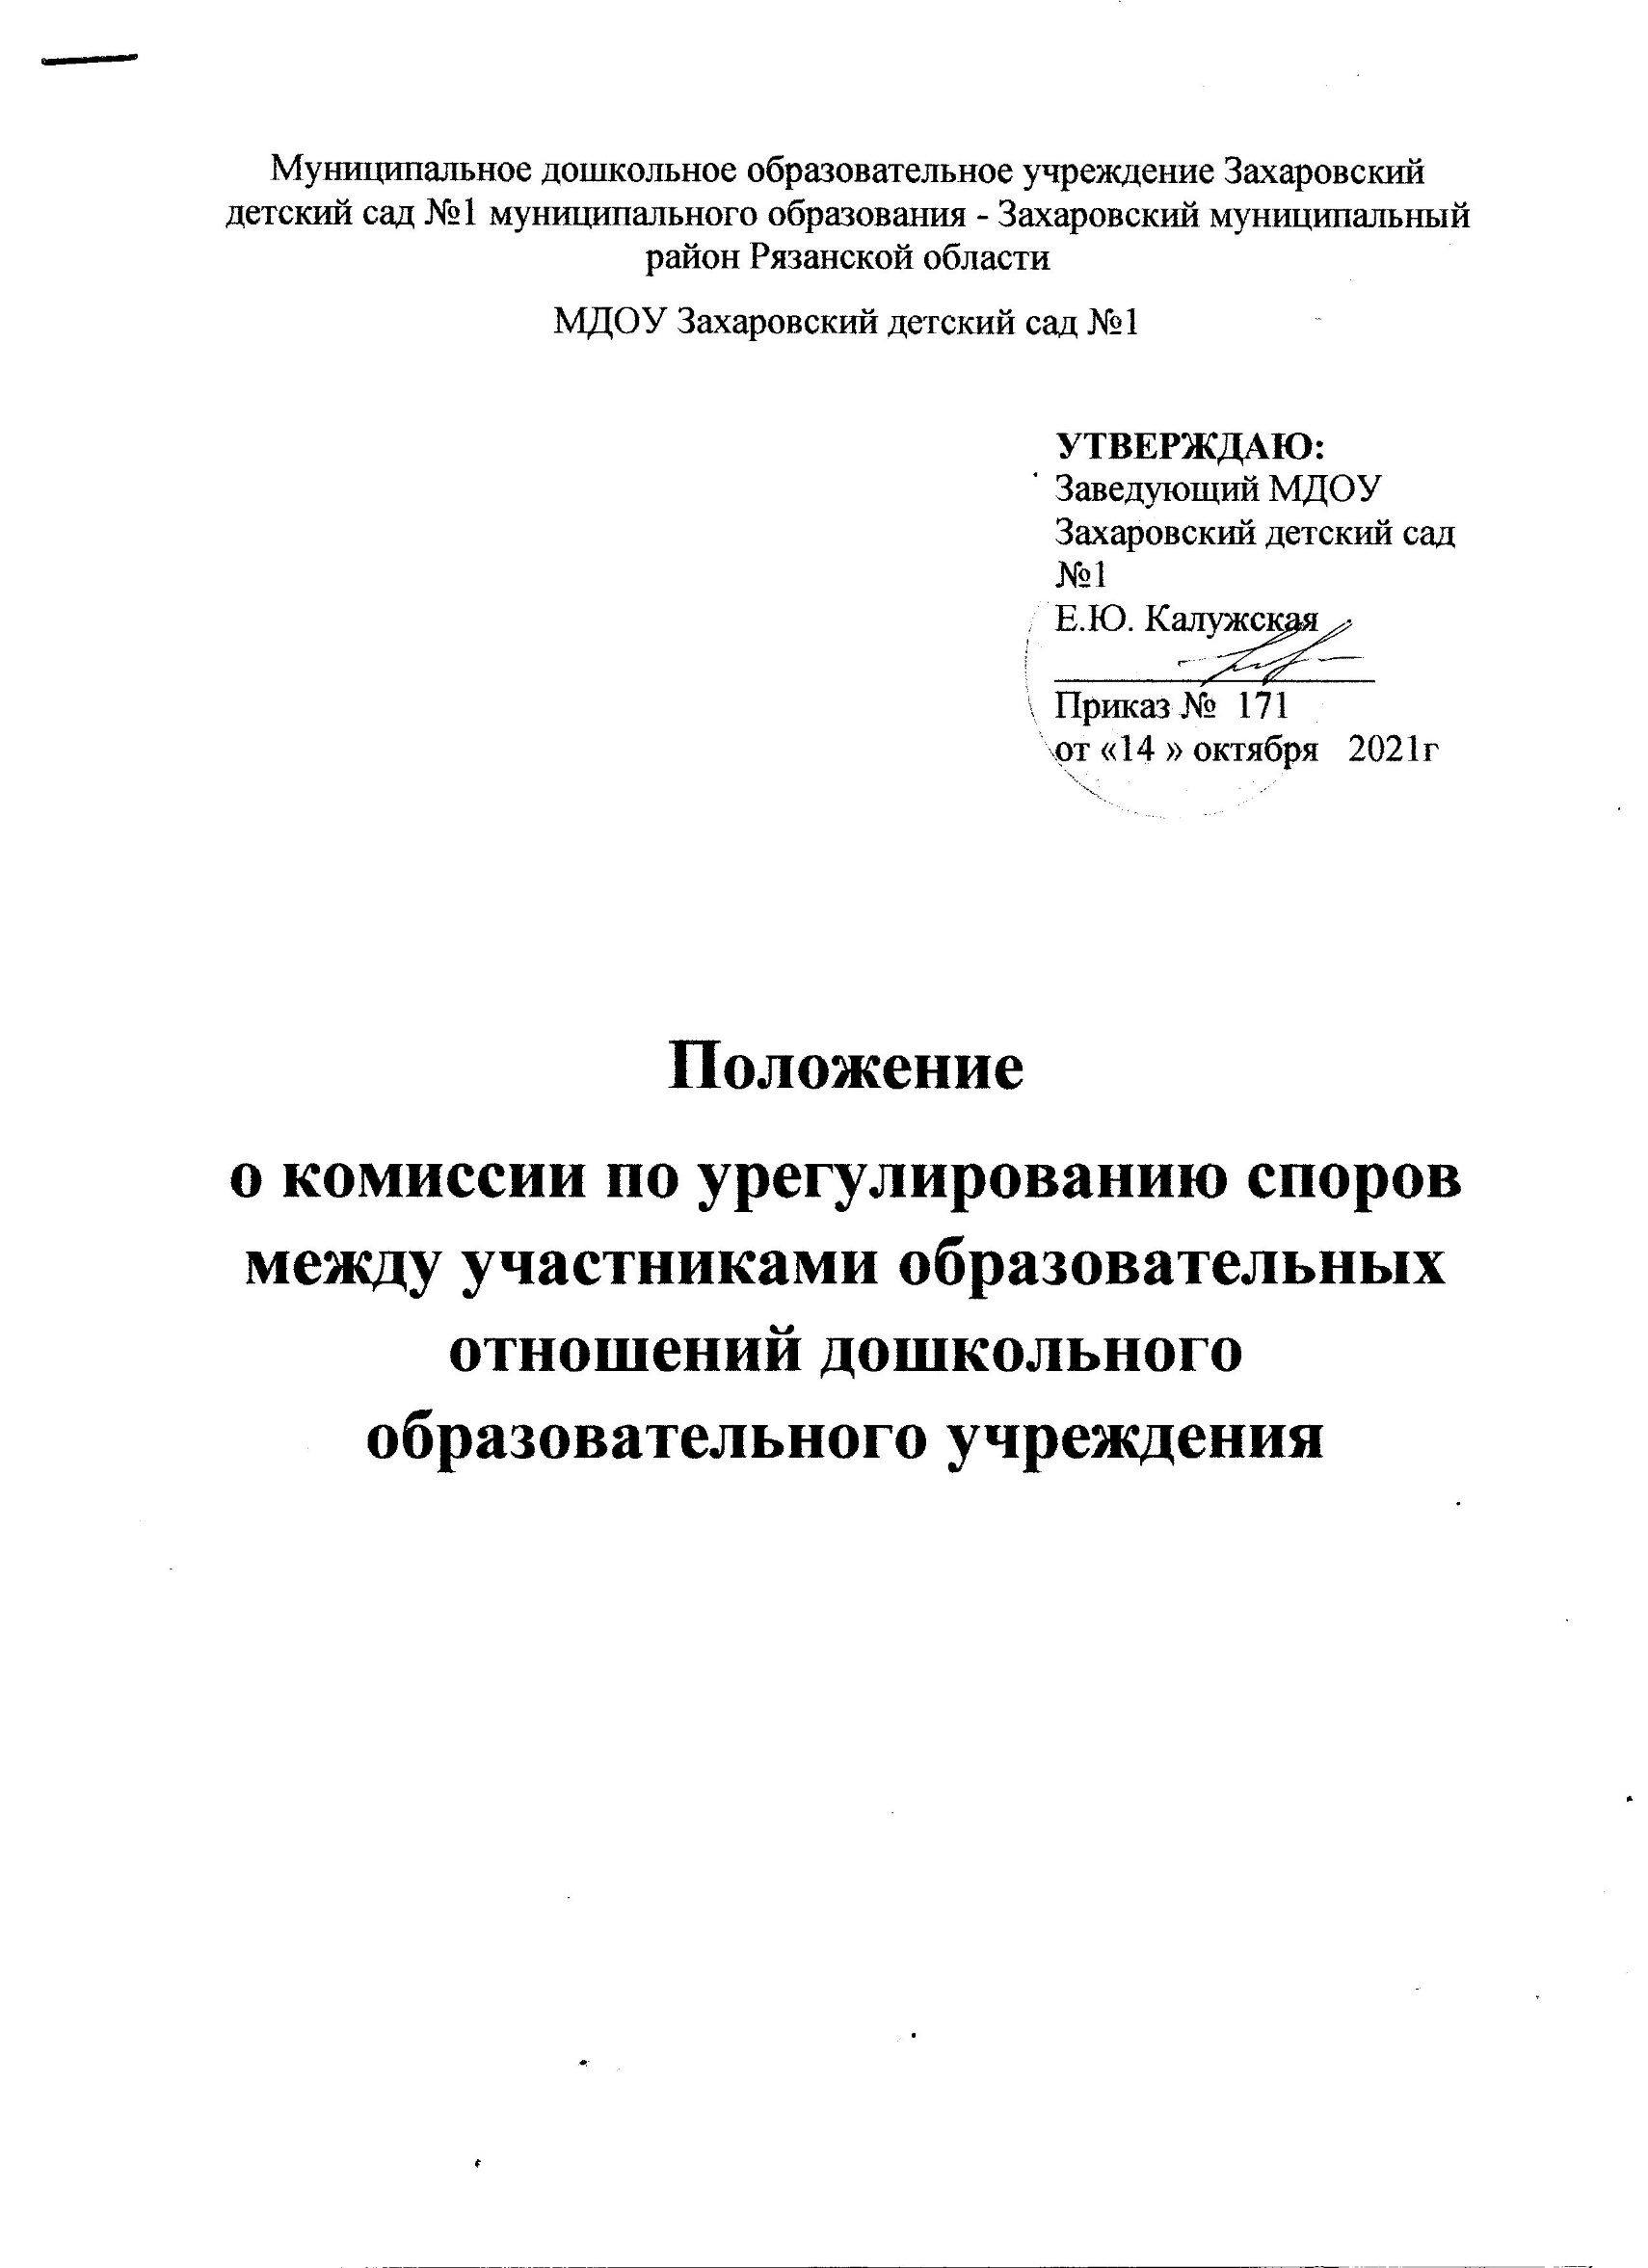 Муниципальное дошкольное образовательное учреждение Захаровский
детский сад №1 муниципального образования - Захаровский муниципальный
район Рязанской области
МДОУ Захаровский детский сад №1
УТВЕРЖДАЮ:
Заведующий МДОУ
Захаровский детский сад
№1
Е.Ю. Калужская
Приказ № 171
от «14 » октября 2021г
Положение
о комиссии по урегулированию споров
между участниками образовательных
отношений дошкольного
образовательного учреждения